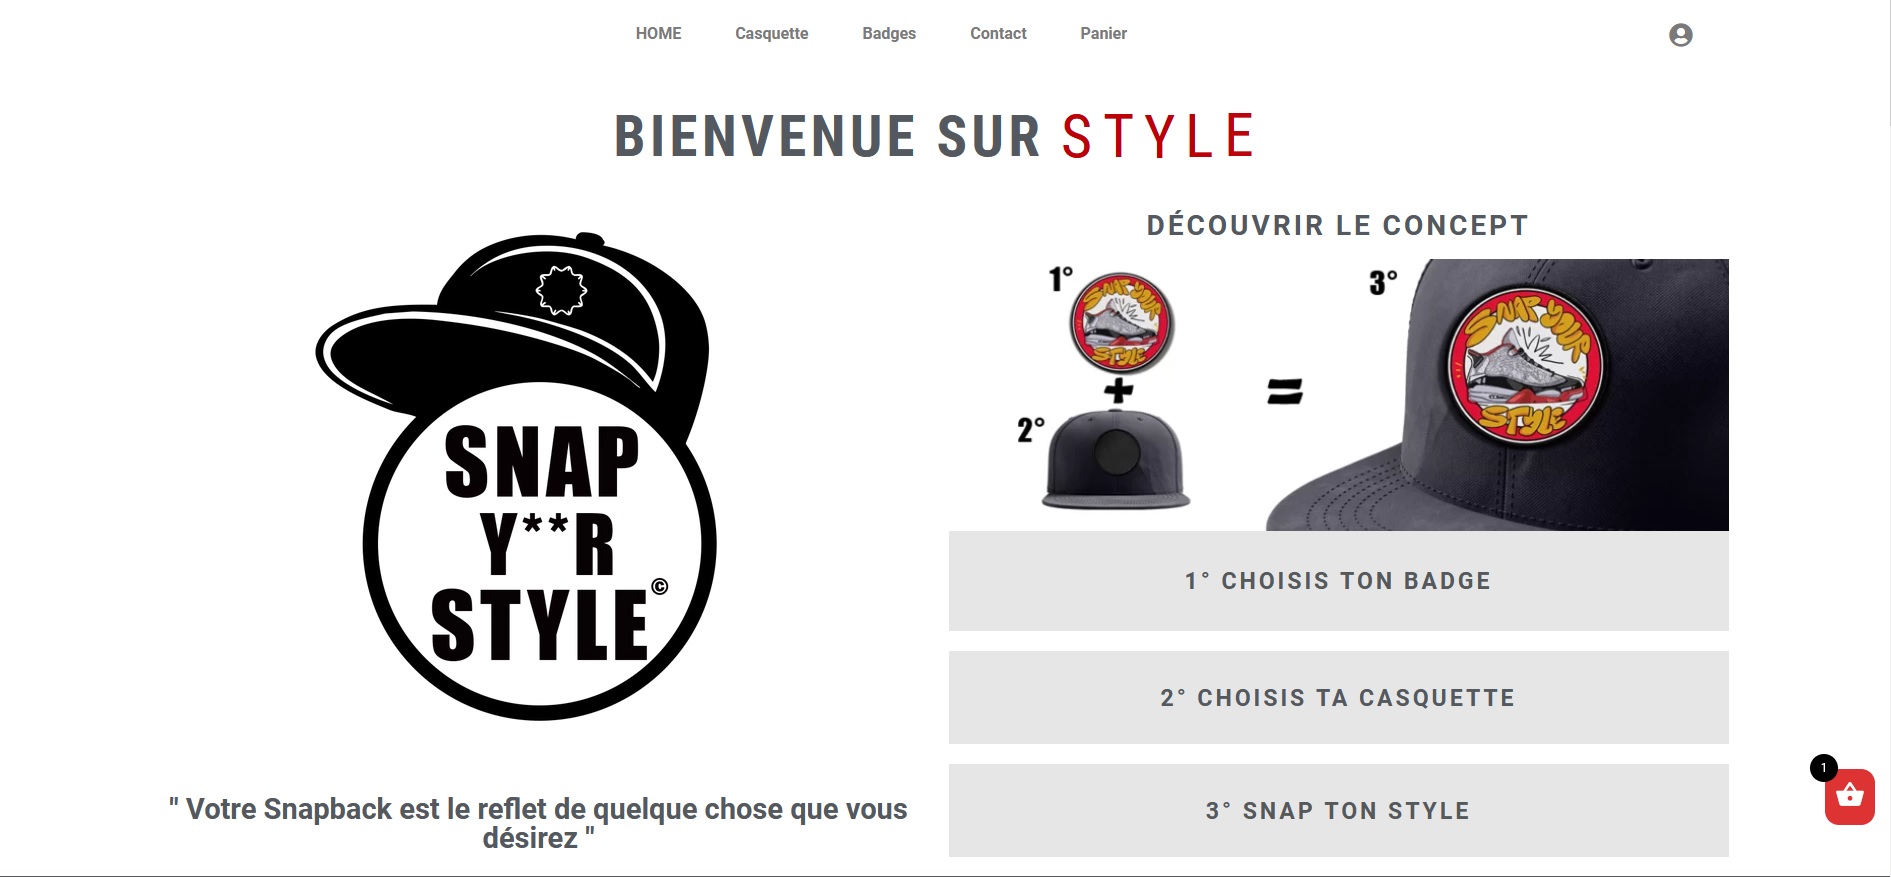 HOME Casquette Badges Contact Panier
BIENVENUE SUR STYLE
SNAP
Y**R
STYLE©
" Votre Snapback est le reflet de quelque chose que vous
désirez "
DÉCOUVRIR LE CONCEPT
1°
SNAP YOUR
STYLE
+
2°
=
3°
SNAP YOUR
STYLE
1° CHOISIS TON BADGE
2° CHOISIS TA CASQUETTE
3° SNAP TON STYLE
1